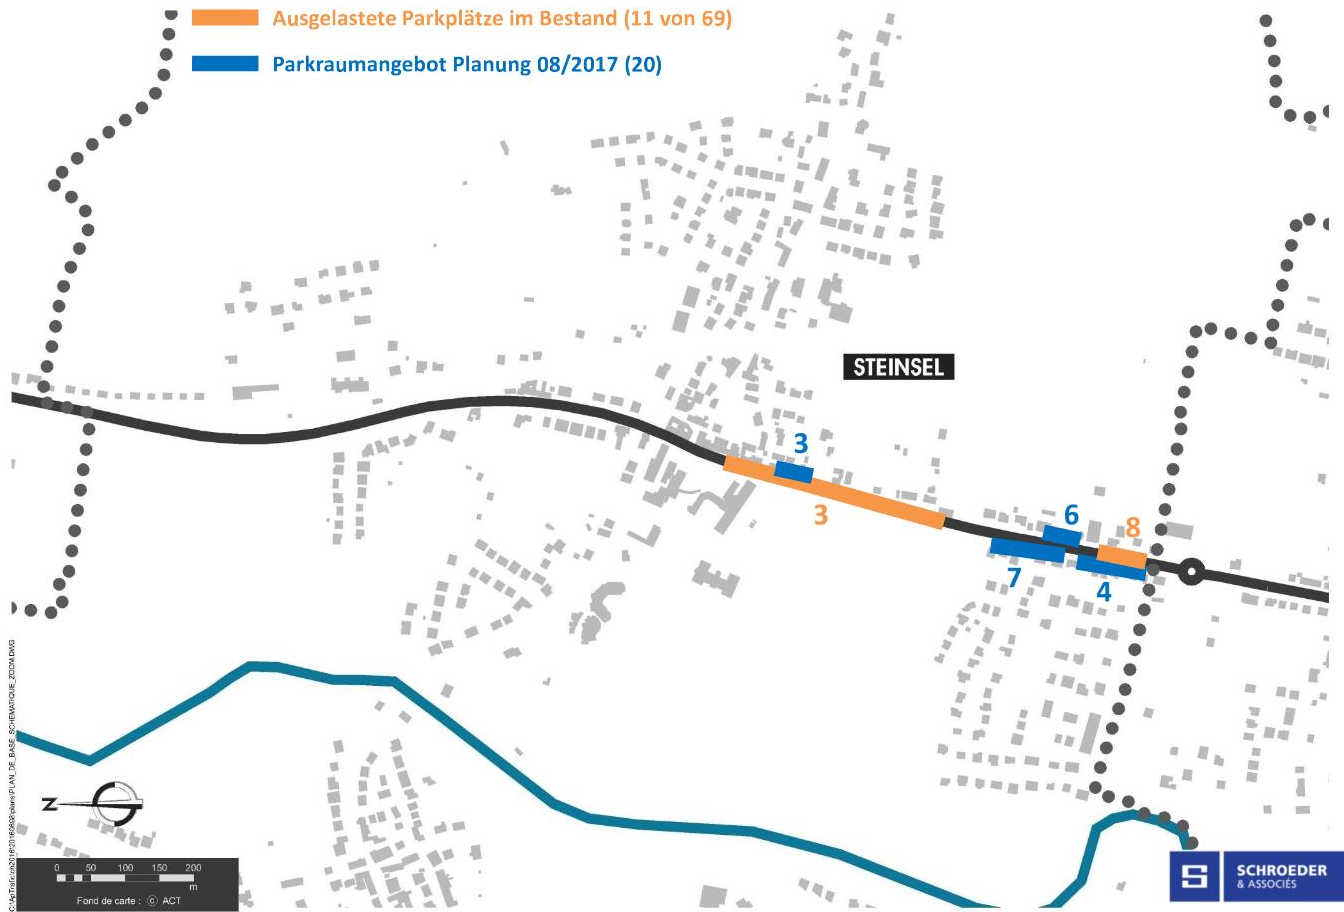 Ausgelastete Parkplätze im Bestand (11 von 69)
Parkraumangebot Planung 08/2017 (20)
STEINSEL
3
3
6
8
7
4
Z
0 50 100 150 200
m
Fond de carte : © ACT
SCHROEDER
& ASSOCIÉS